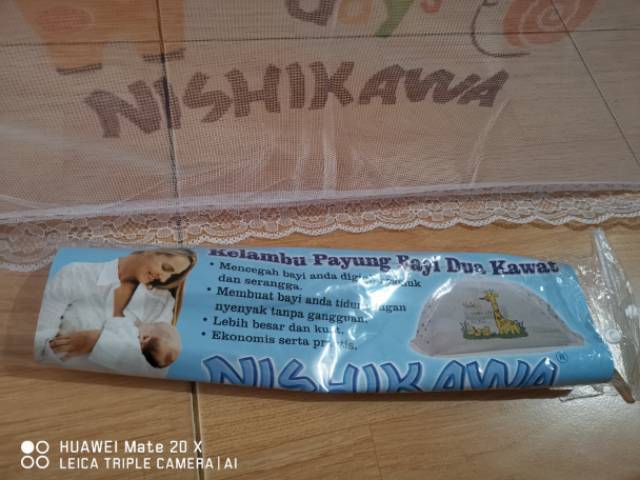 days
NISHIKAWA
Kelambu Payung Bayi Dua Kawat
• Mencegah bayi anda nyamuk
dan serangga.
• Membuat bayi anda tidur dengan
nyenyak tanpa gangguan.
• Lebih besar dan kuat.
• Ekonomis serta praktis.
NISHIKAWA®
HUAWEI Mate 20 X
LEICA TRIPLE CAMERA | AI